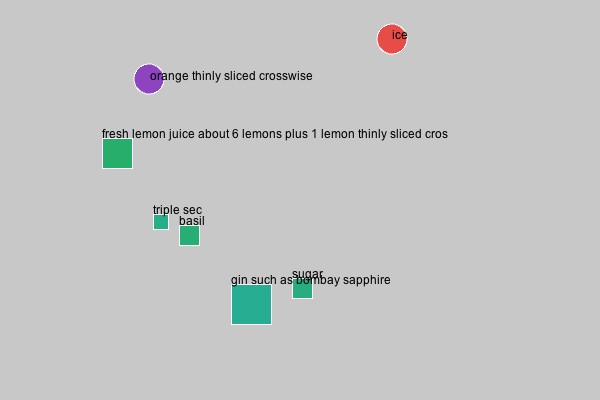 ice
orange thinly sliced crosswise
fresh lemon juice about 6 lemons plus 1 lemon thinly sliced cros
triple sec
basil
sugar
gin such as bombay sapphire